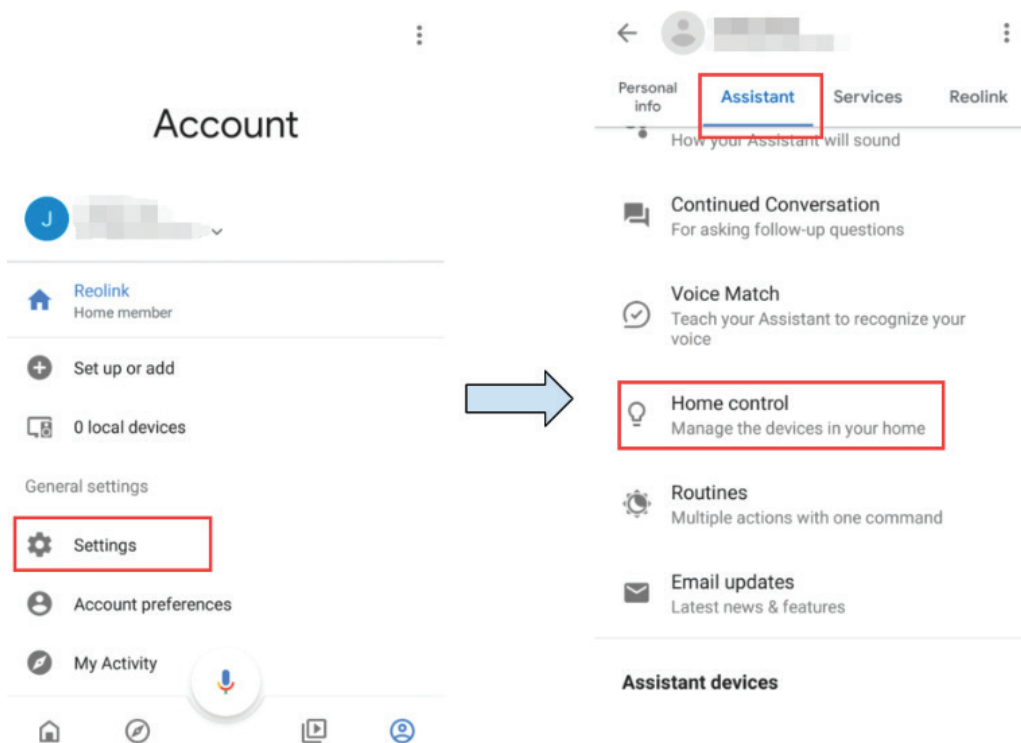 Account
J
Reolink
Home member
Set up or add
0 local devices
General settings
Settings
Account preferences
My Activity
Personal
info
Assistant
Services
Reolink
How your Assistant will sound
Continued Conversation
For asking follow-up questions
Voice Match
Teach your Assistant to recognize your
voice
Home control
Manage the devices in your home
Routines
Multiple actions with one command
Email updates
Latest news & features
Assistant devices